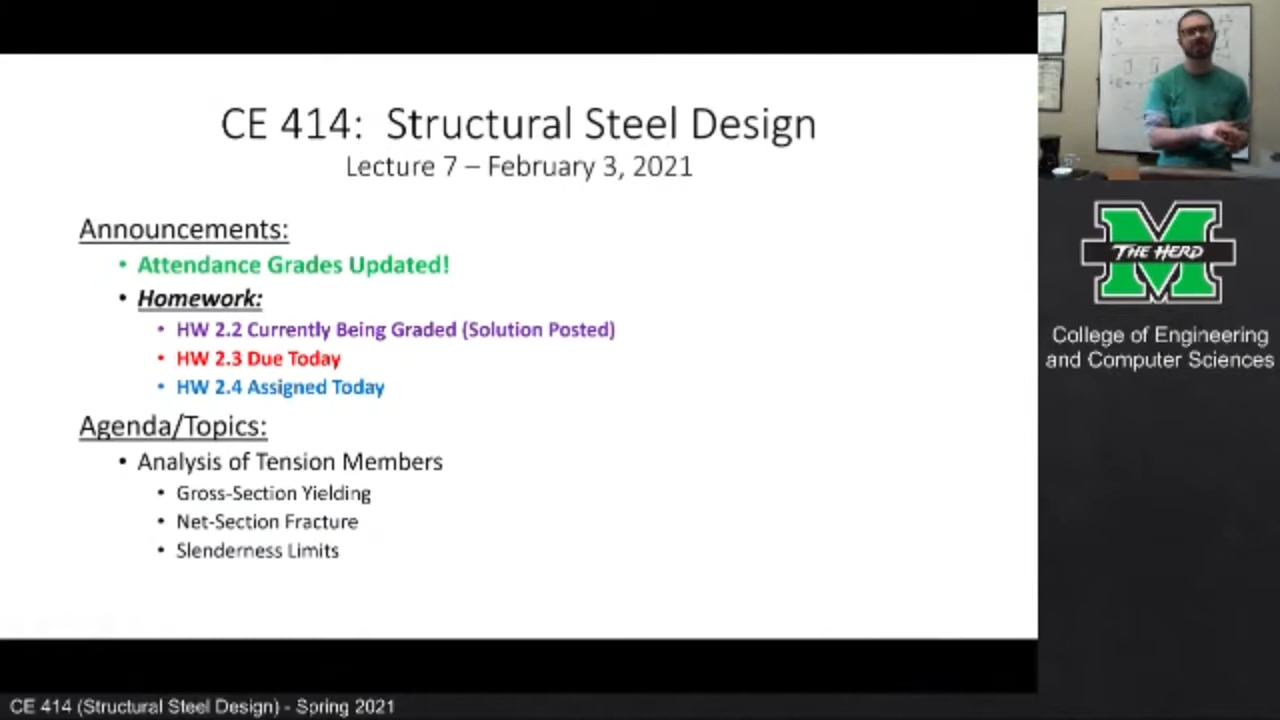 CE 414: Structural Steel Design
Lecture 7 – February 3, 2021
Announcements:
• Attendance Grades Updated!
• Homework:
• HW 2.2 Currently Being Graded (Solution Posted)
• HW 2.3 Due Today
• HW 2.4 Assigned Today
Agenda/Topics:
• Analysis of Tension Members
• Gross-Section Yielding
• Net-Section Fracture
• Slenderness Limits
THE HERD
College of Engineering
and Computer Sciences
CE 414 (Structural Steel Design) - Spring 2021